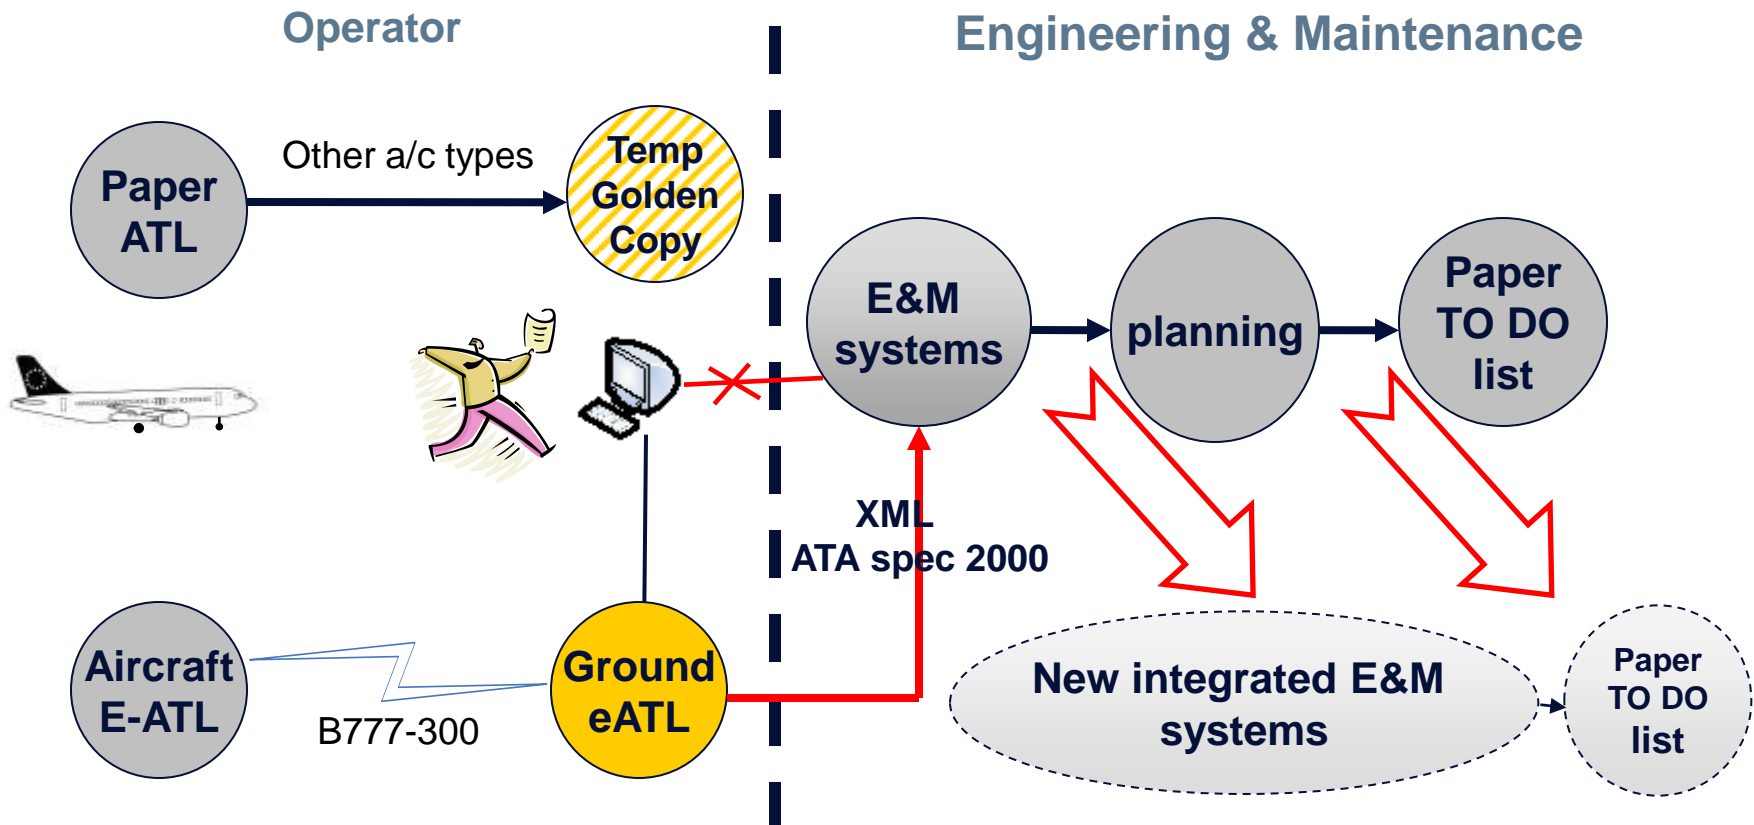 Operator
Engineering & Maintenance
Other a/c types
Paper
ATL
Temp
Golden
Copy
E&M
systems
planning
Paper
TO DO
list
XML
ATA spec 2000
Aircraft
E-ATL
B777-300
Ground
eATL
New integrated E&M
systems
Paper
TO DO
list